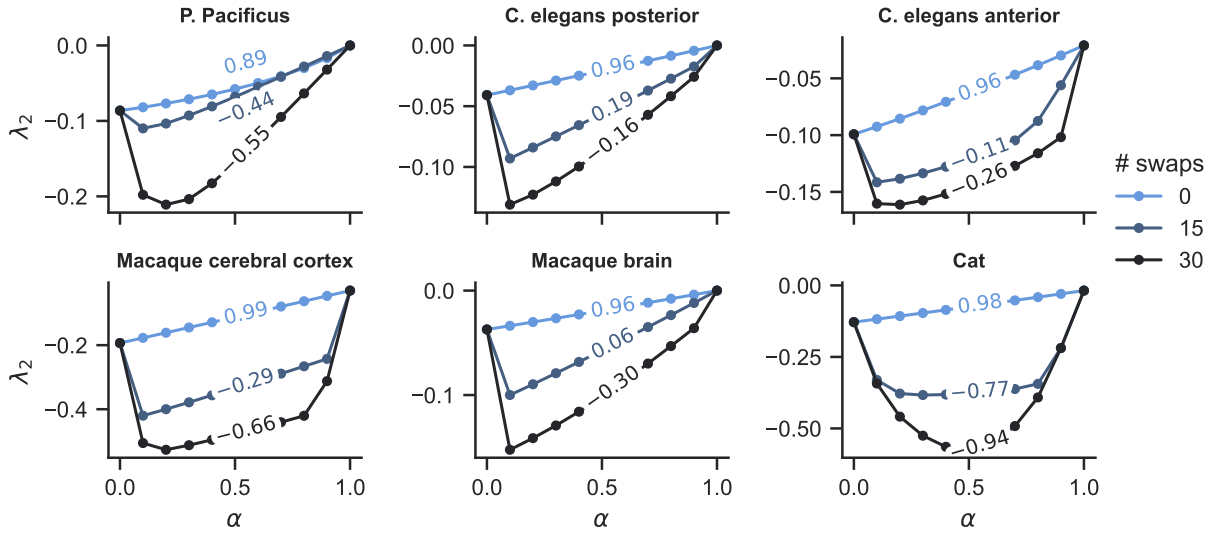 P. Pacificus
C. elegans posterior
C. elegans anterior
λ2
0.0
−0.1
−0.2
0.89
−0.44
−0.55
0.00
−0.05
−0.10
0.96
0.19
−0.16
−0.05
−0.10
−0.15
0.96
−0.11
−0.26
# swaps
0
15
30
Macaque cerebral cortex
Macaque brain
Cat
λ2
−0.2
−0.4
0.99
−0.29
−0.66
0.0
−0.1
0.96
0.06
−0.30
0.00
−0.25
−0.50
0.98
−0.77
−0.94
0.0 0.5 1.0
0.0 0.5 1.0
0.0 0.5 1.0
α
α
α